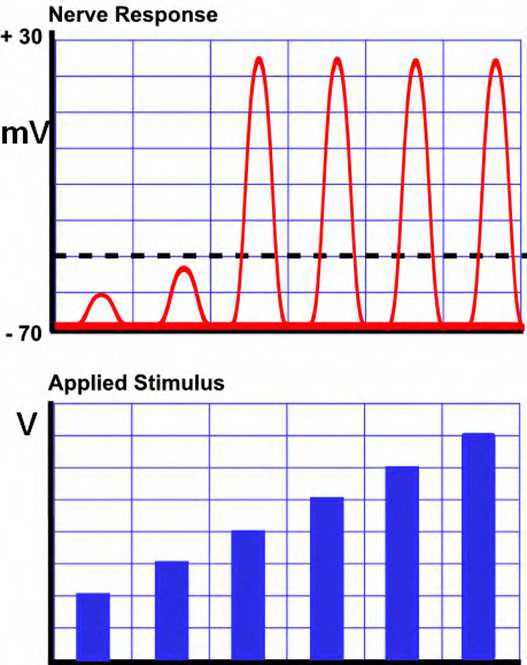 Nerve Response
+ 30
mV
- 70
Applied Stimulus
V